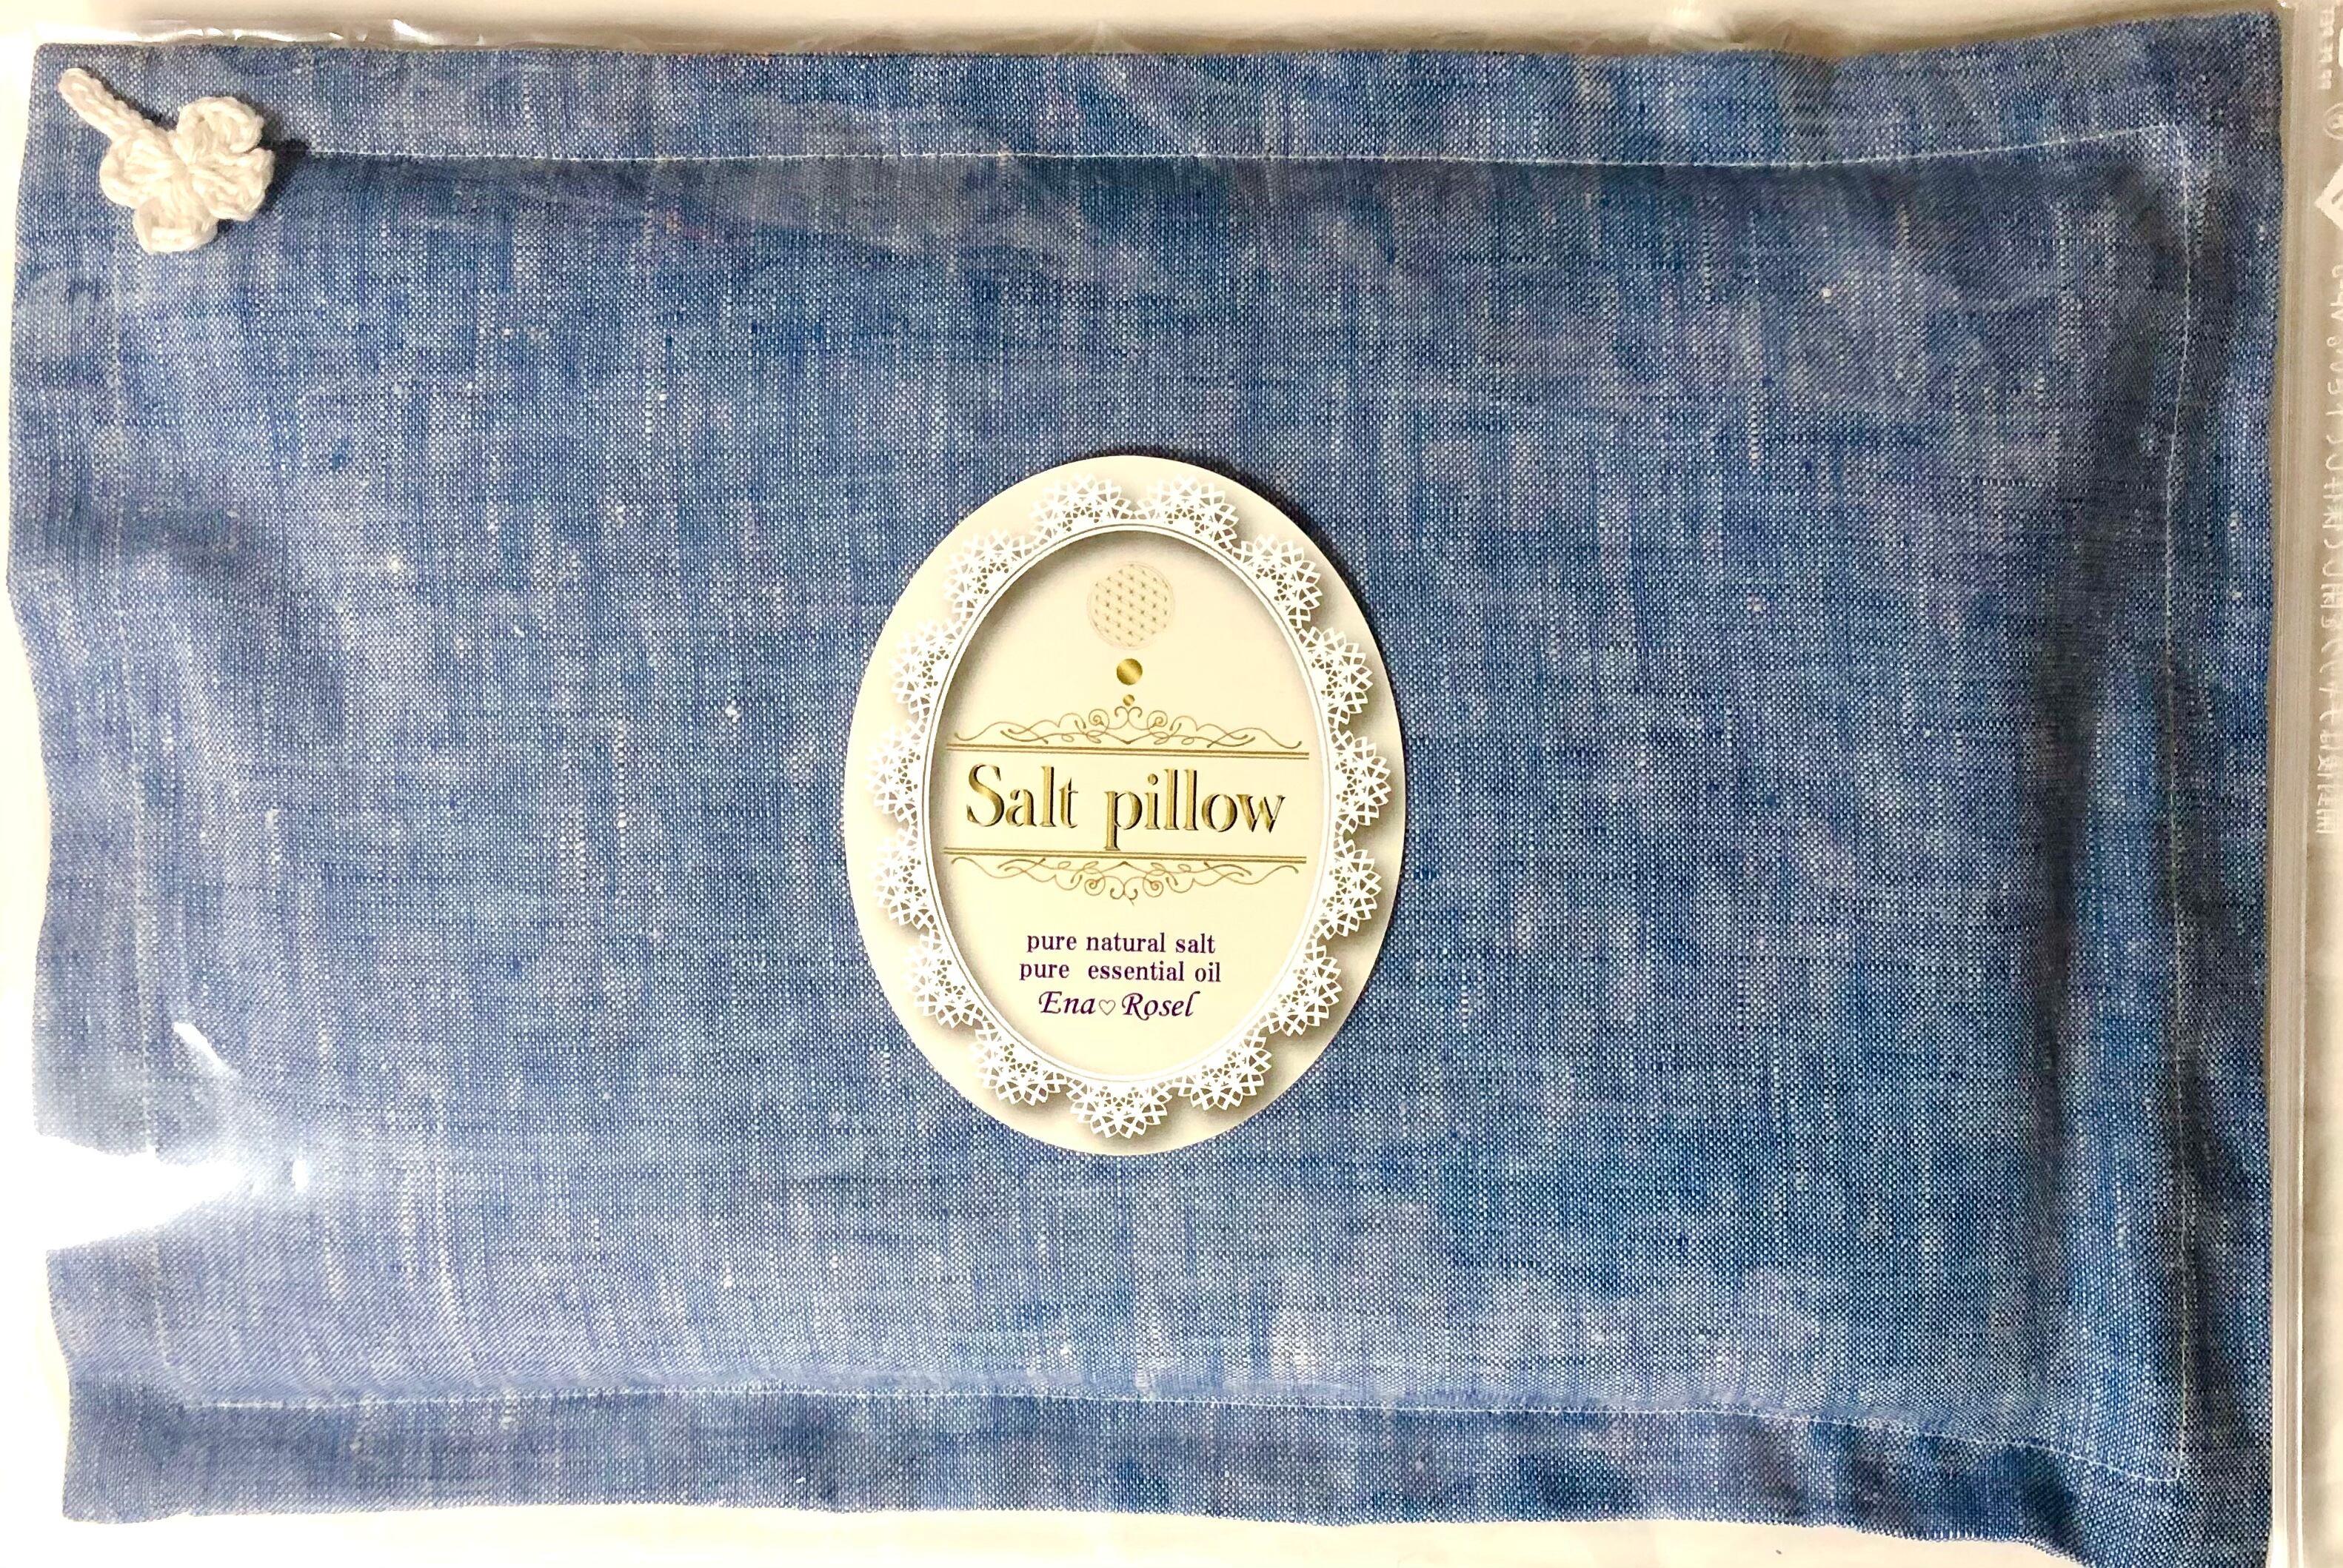 Salt pillow
pure natural salt
pure essential oil
Ena♡Rosel